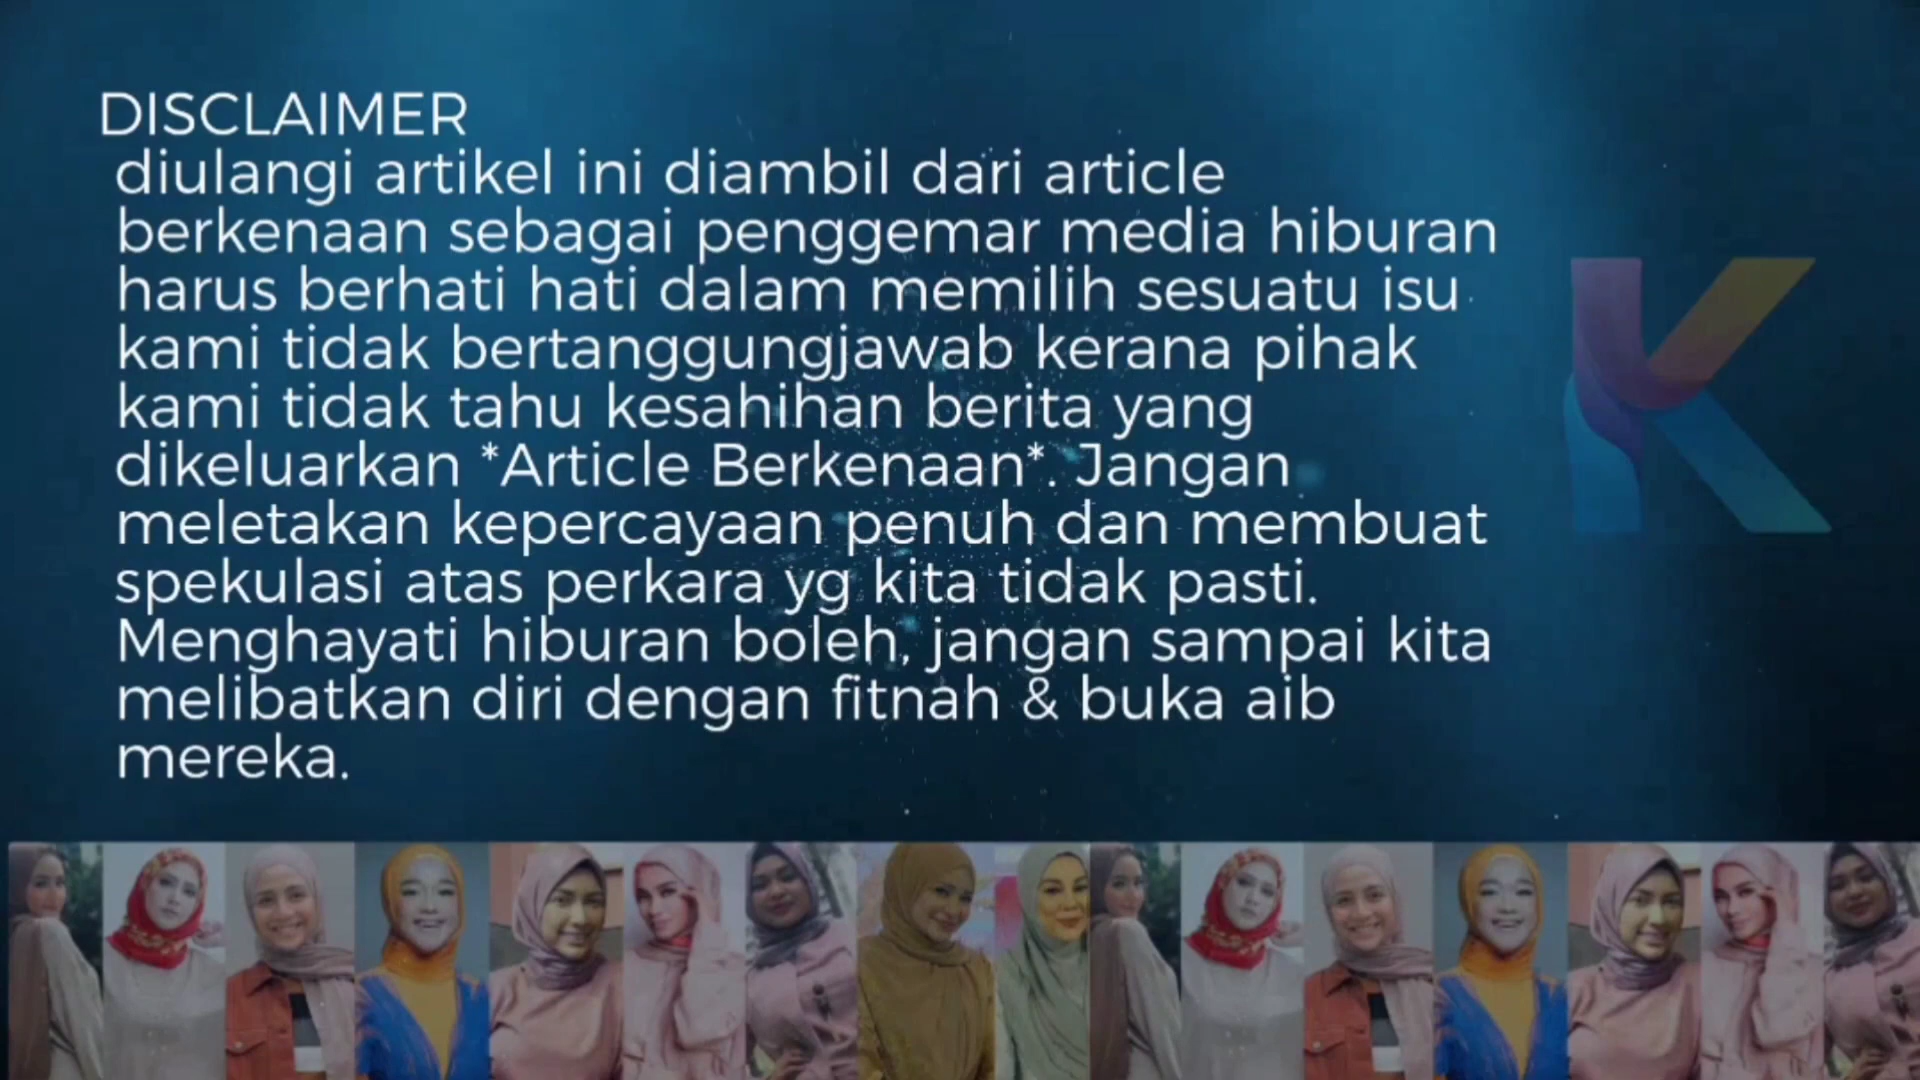 DISCLAIMER
diulangi artikel ini diambil dari article
berkenaan sebagai penggemar media hiburan
harus berhati hati dalam memilih sesuatu isu
kami tidak bertanggungjawab kerana pihak
kami tidak tahu kesahihan berita yang
dikeluarkan *Article Berkenaan*. Jangan
meletakan kepercayaan penuh dan membuat
spekulasi atas perkara yg kita tidak pasti.
Menghayati hiburan boleh, jangan sampai kita
melibatkan diri dengan fitnah & buka aib
mereka.
K